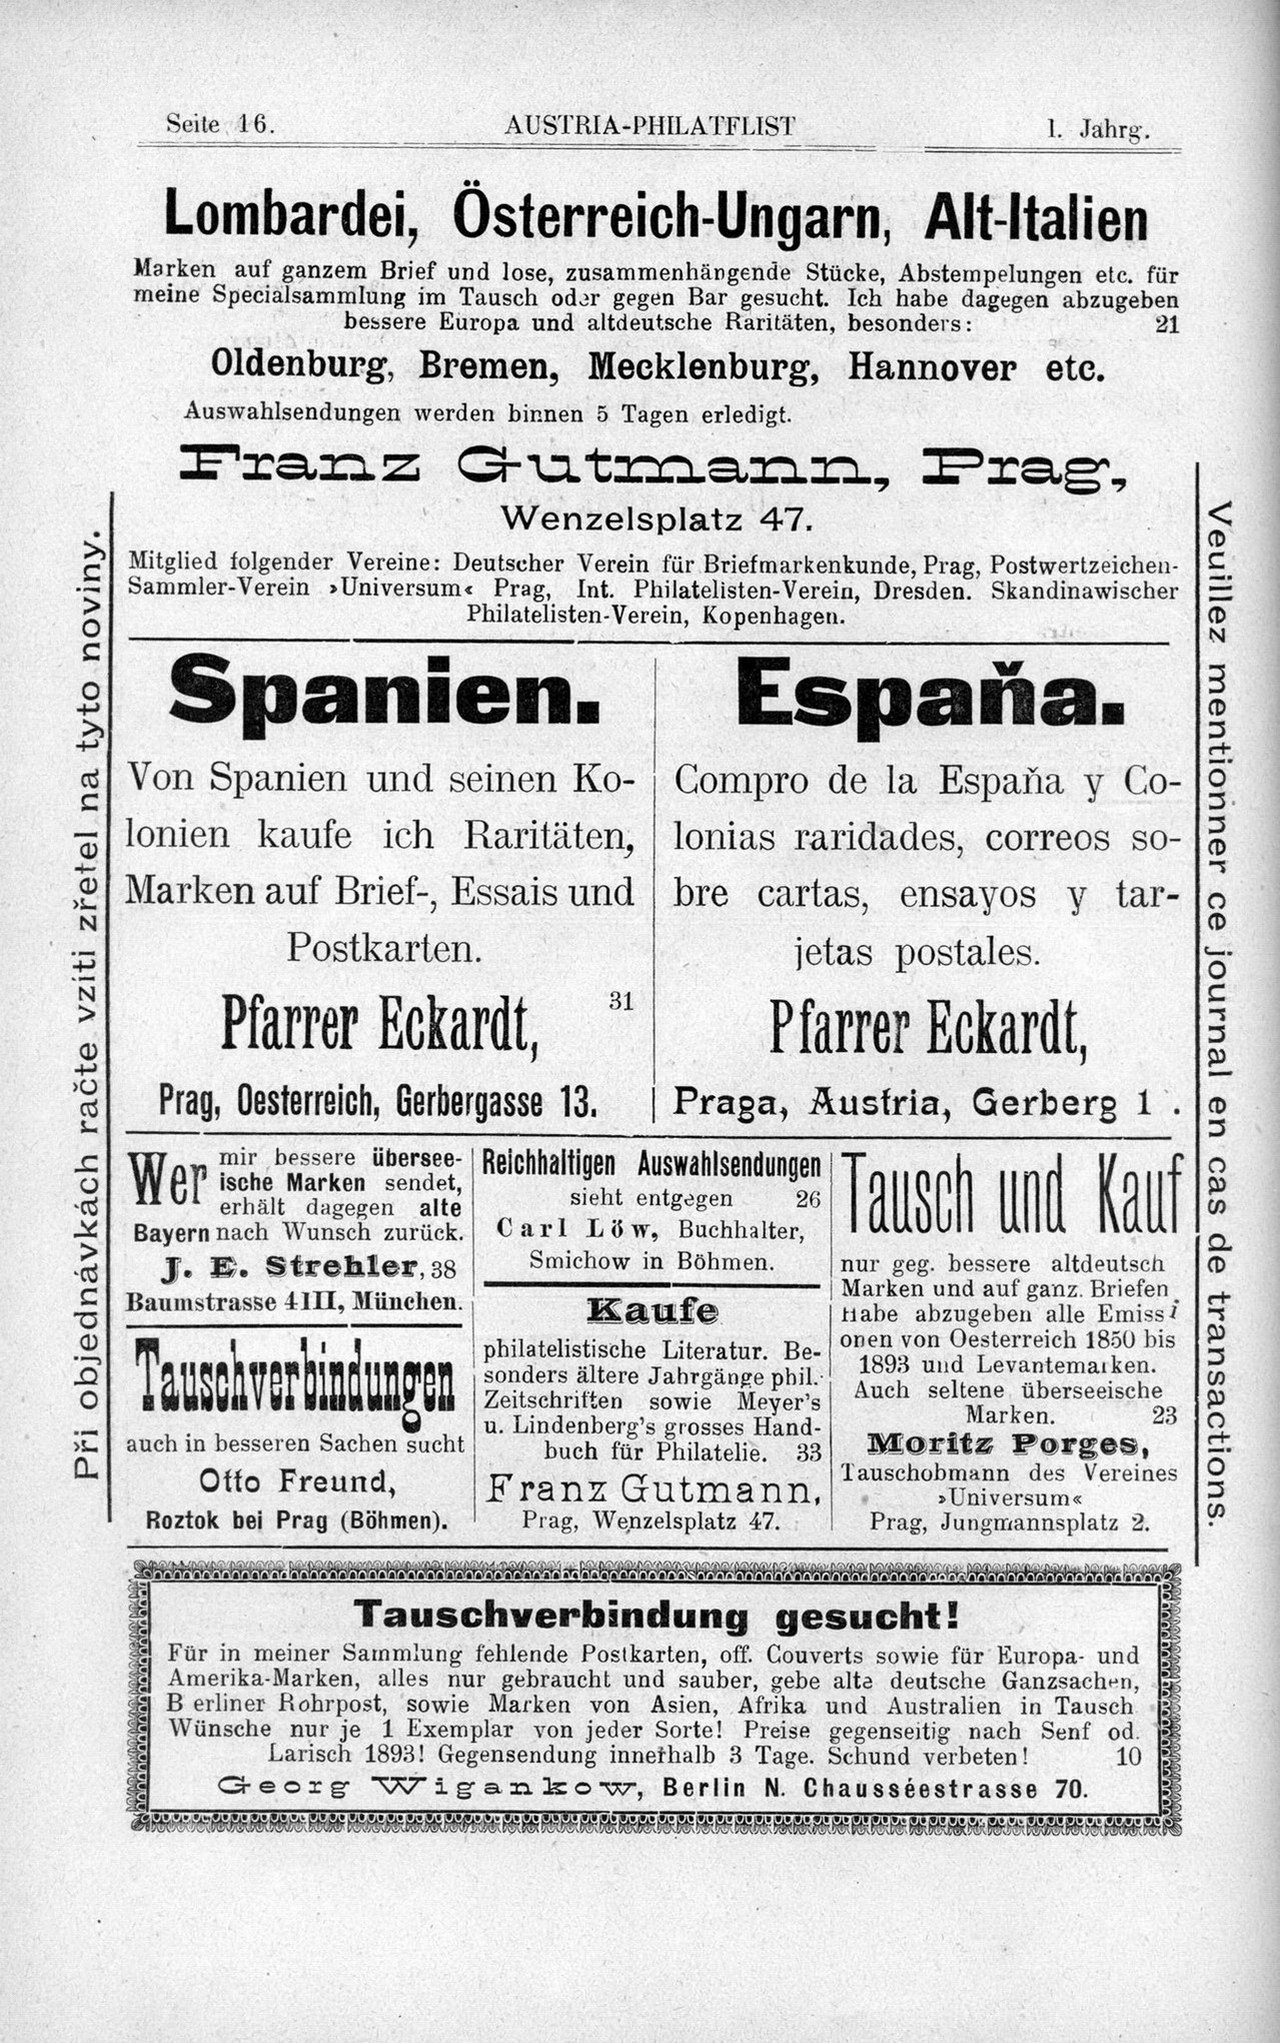 Seite 16.
AUSTRIA-PHILATFLIST
1. Jahrg.
Lombardei, Österreich-Ungarn, Alt-Italien
Marken auf ganzem Brief und lose, zusammenhängende Stücke, Abstempelungen etc. für
meine Specialsammlung im Tausch oder gegen Bar gesucht. Ich habe dagegen abzugeben
bessere Europa und altdeutsche Raritäten, besonders: 21
Oldenburg, Bremen, Mecklenburg, Hannover etc.
Auswahlsendungen werden binnen 5 Tagen erledigt.
Franz Gutmann, Prag,
Wenzelsplatz 47.
Mitglied folgender Vereine: Deutscher Verein für Briefmarkenkunde, Prag, Postwertzeichen-
Sammler-Verein »Universum« Prag, Int. Philatelisten-Verein, Dresden. Skandinawischer
Philatelisten-Verein, Kopenhagen.
Při objednávkách račte vzíti zřetel na tyto noviny.
Veuillez mentionner ce journal en cas de transactions.
Spanien.
Von Spanien und seinen Ko-
lonien kaufe ich Raritäten,
Marken auf Brief-, Essais und
Postkarten.
Pfarrer Eckardt, 31
Prag, Oesterreich, Gerbergasse 13.
Espaňa.
Compro de la Espaňa y Co-
lonias raridades, correos so-
bre cartas, ensayos y tar-
jetas postales.
Pfarrer Eckardt,
Praga, Austria, Gerberg 1 .
Wer mir bessere übersee-
ische Marken sendet,
erhält dagegen alte
Bayern nach Wunsch zurück.
J. E. Strehler, 38
Baumstrasse 4III, München.
Tauschverbindungen
auch in besseren Sachen sucht
Otto Freund,
Roztok bei Prag (Böhmen).
Reichhaltigen Auswahlsendungen
sieht entgegen 26
Carl Löw, Buchhalter,
Smichow in Böhmen.
Kaufe
philatelistische Literatur. Be-
sonders ältere Jahrgänge phil.
Zeitschriften sowie Meyer's
u. Lindenberg's grosses Hand-
buch für Philatelie. 33
Franz Gutmann,
Prag, Wenzelsplatz 47.
Tausch und Kauf
nur geg. bessere altdeutsch
Marken und auf ganz. Briefen.
Habe abzugeben alle Emissi
onen von Oesterreich 1850 bis
1893 und Levantemarken.
Auch seltene überseeische
Marken. 23
Moritz Porges,
Tauschobmann des Vereines
»Universum«
Prag, Jungmannsplatz 2.
Tauschverbindung gesucht!
Für in meiner Sammlung fehlende Postkarten, off. Couverts sowie für Europa- und
Amerika-Marken, alles nur gebraucht und sauber, gebe alte deutsche Ganzsachen,
Berliner Rohrpost, sowie Marken von Asien, Afrika und Australien in Tausch
Wünsche nur je 1 Exemplar von jeder Sorte! Preise gegenseitig nach Senf od.
Larisch 1893! Gegensendung innerhalb 3 Tage. Schund verbeten! 10
Georg Wigankow, Berlin N. Chausséestrasse 70.